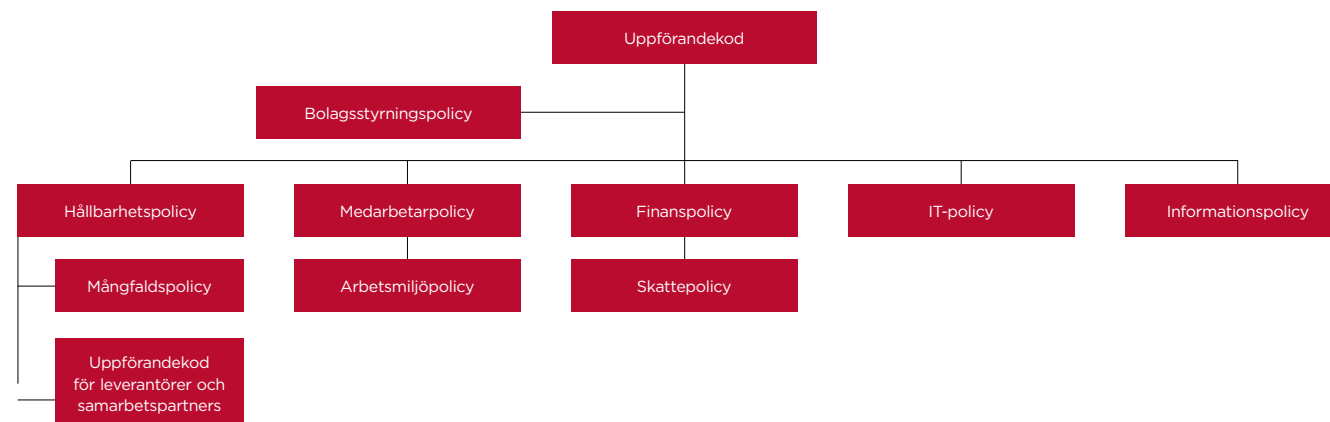 Uppförandekod
Bolagsstyrningspolicy
Hållbarhetspolicy
Medarbetarpolicy
Finanspolicy
IT-policy
Informationspolicy
Mångfaldspolicy
Arbetsmiljöpolicy
Skattepolicy
Uppförandekod
för leverantörer och
samarbetspartners